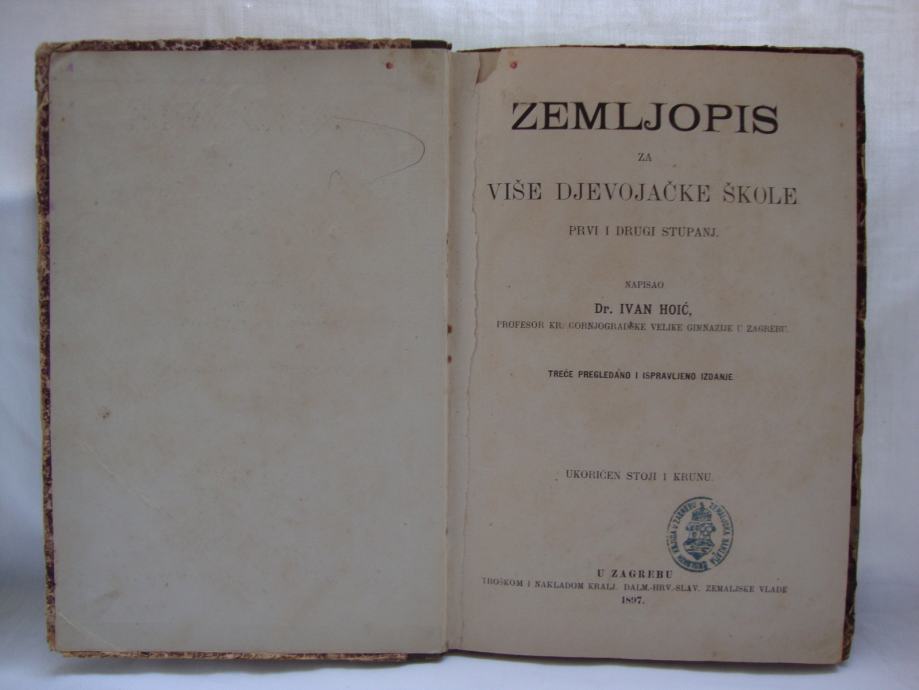 ZEMLJOPIS
ZA
VIŠE DJEVOJAČKE ŠKOLE
PRVI I DRUGI STUPANJ.
NAPISAO
Dr. IVAN HOIĆ,
PROFESOR KR. GORNJOGRADSKE VELIKE GIMNAZIJE U ZAGREBU.
TREĆE PREGLEDANO I ISPRAVLJENO IZDANJE
UKORIČEN STOJI 1 KRUNU.
U ZAGREBU
TROŠKOM I NAKLADOM KRALJ. DALM.-HRV.-SLAV. ZEMALJSKE VLADE
1897.